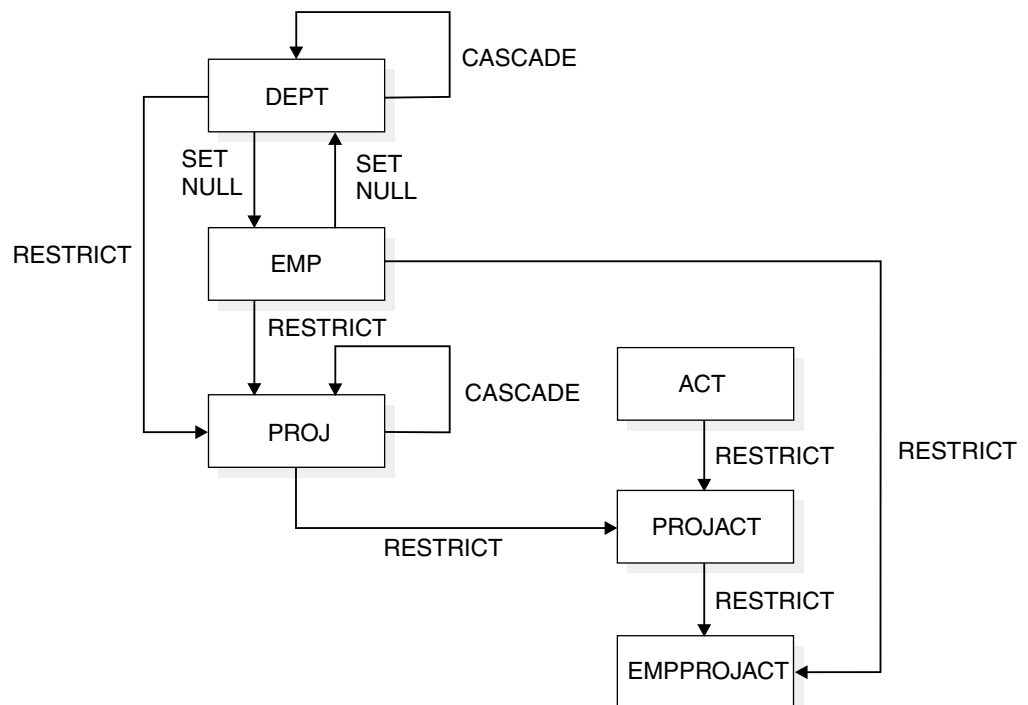 CASCADE
DEPT
SET
NULL
SET
NULL
RESTRICT
EMP
RESTRICT
CASCADE
ACT
PROJ
RESTRICT
RESTRICT
PROJACT
RESTRICT
RESTRICT
EMPPROJACT